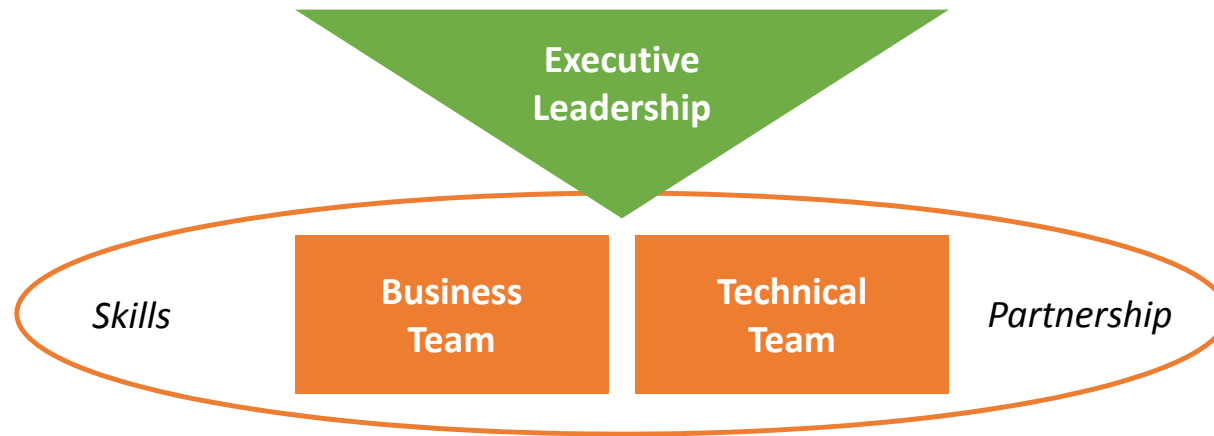 Executive
Leadership
Skills
Business
Team
Technical
Team
Partnership